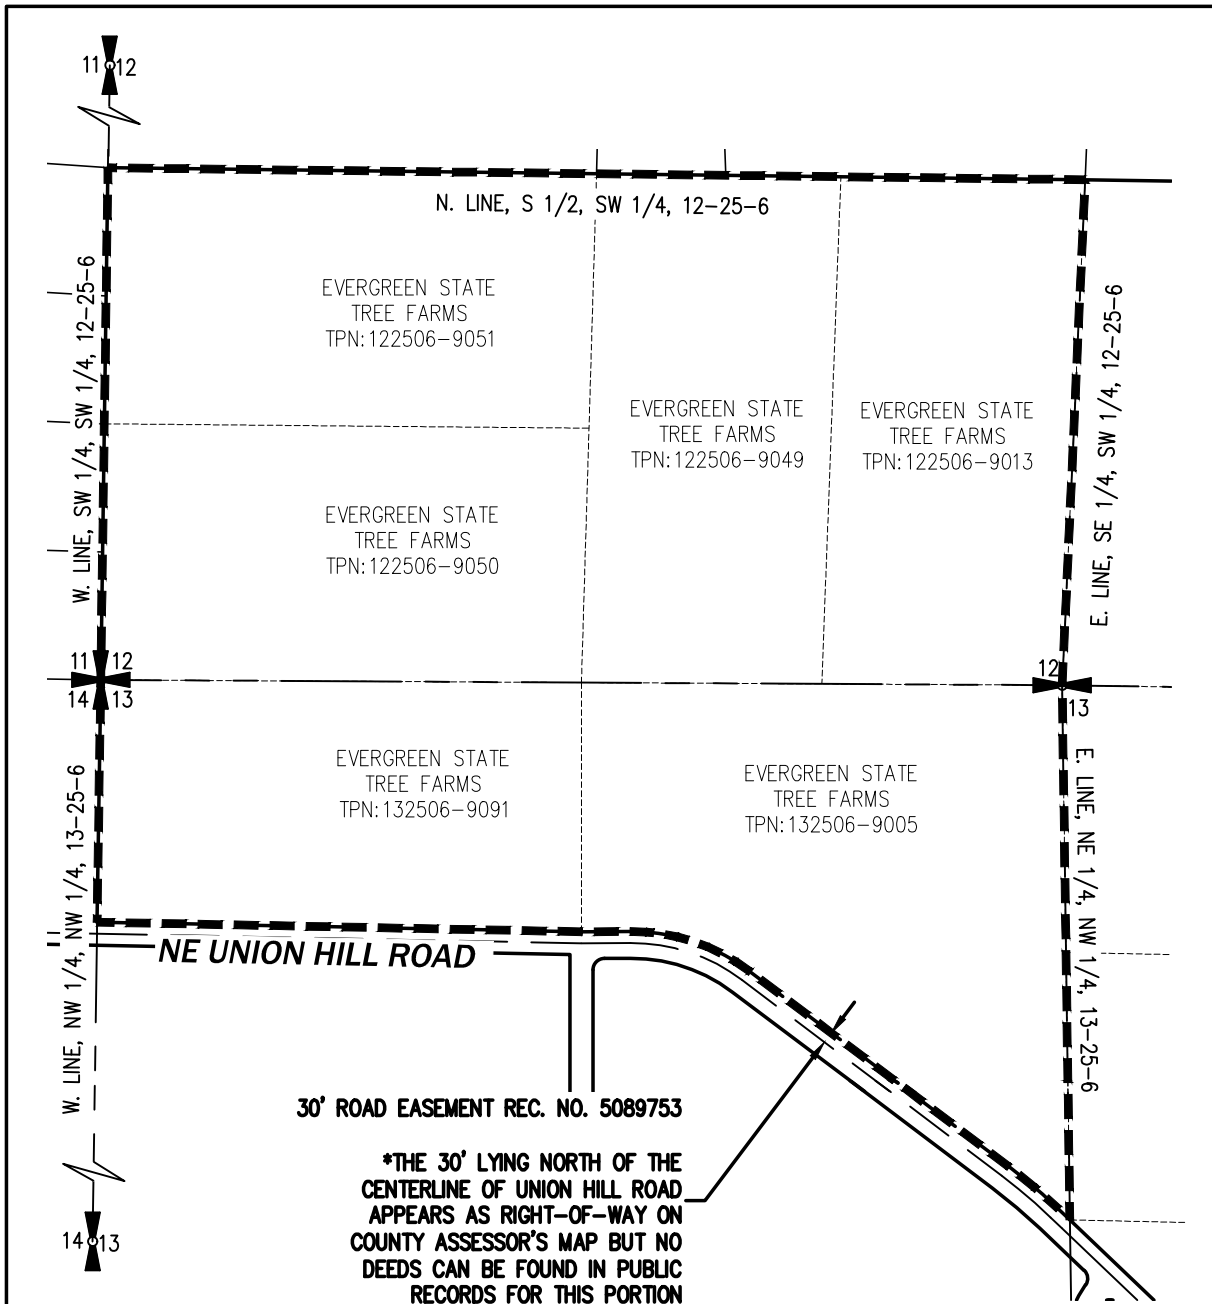 11 12
N. LINE, S 1/2, SW 1/4, 12-25-6
W. LINE, SW 1/4, SW 1/4, 12-25-6
EVERGREEN STATE
TREE FARMS
TPN:122506-9051
E. LINE, SE 1/4, SW 1/4, 12-25-6
EVERGREEN STATE
TREE FARMS
TPN:122506-9049
EVERGREEN STATE
TREE FARMS
TPN:122506-9013
EVERGREEN STATE
TREE FARMS
TPN:122506-9050
11 12
14 13
12
13
W. LINE, NW 1/4, NW 1/4, 13-25-6
EVERGREEN STATE
TREE FARMS
TPN:132506-9091
EVERGREEN STATE
TREE FARMS
TPN:132506-9005
E. LINE, NE 1/4, NW 1/4, 13-25-6
NE UNION HILL ROAD
30' ROAD EASEMENT REC. NO. 5089753
*THE 30' LYING NORTH OF THE
CENTERLINE OF UNION HILL ROAD
APPEARS AS RIGHT-OF-WAY ON
COUNTY ASSESSOR'S MAP BUT NO
DEEDS CAN BE FOUND IN PUBLIC
RECORDS FOR THIS PORTION
14 13